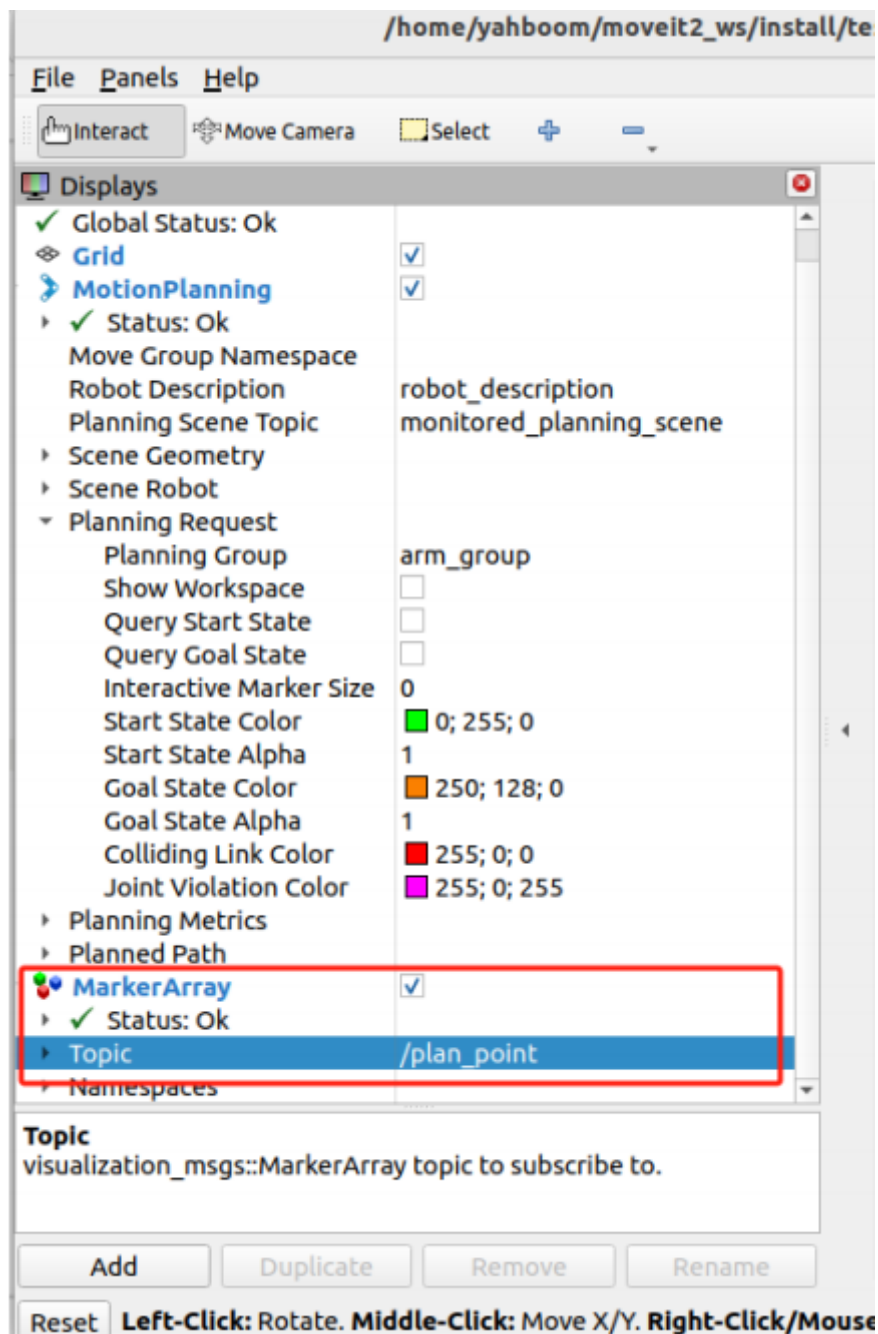 /home/yahboom/moveit2_ws/install/te
File Panels Help
Interact Move Camera Select
Displays
Global Status: Ok
Grid
MotionPlanning
Status: Ok
Move Group Namespace
Robot Description robot_description
Planning Scene Topic monitored_planning_scene
Scene Geometry
Scene Robot
Planning Request
Planning Group arm_group
Show Workspace
Query Start State
Query Goal State
Interactive Marker Size 0
Start State Color 0; 255; 0
Start State Alpha 1
Goal State Color 250; 128; 0
Goal State Alpha 1
Colliding Link Color 255; 0; 0
Joint Violation Color 255; 0; 255
Planning Metrics
Planned Path
MarkerArray
Status: Ok
Topic /plan_point
Namespaces
Topic
visualization_msgs::MarkerArray topic to subscribe to.
Add Duplicate Remove Rename
Reset Left-Click: Rotate. Middle-Click: Move X/Y. Right-Click/Mouse